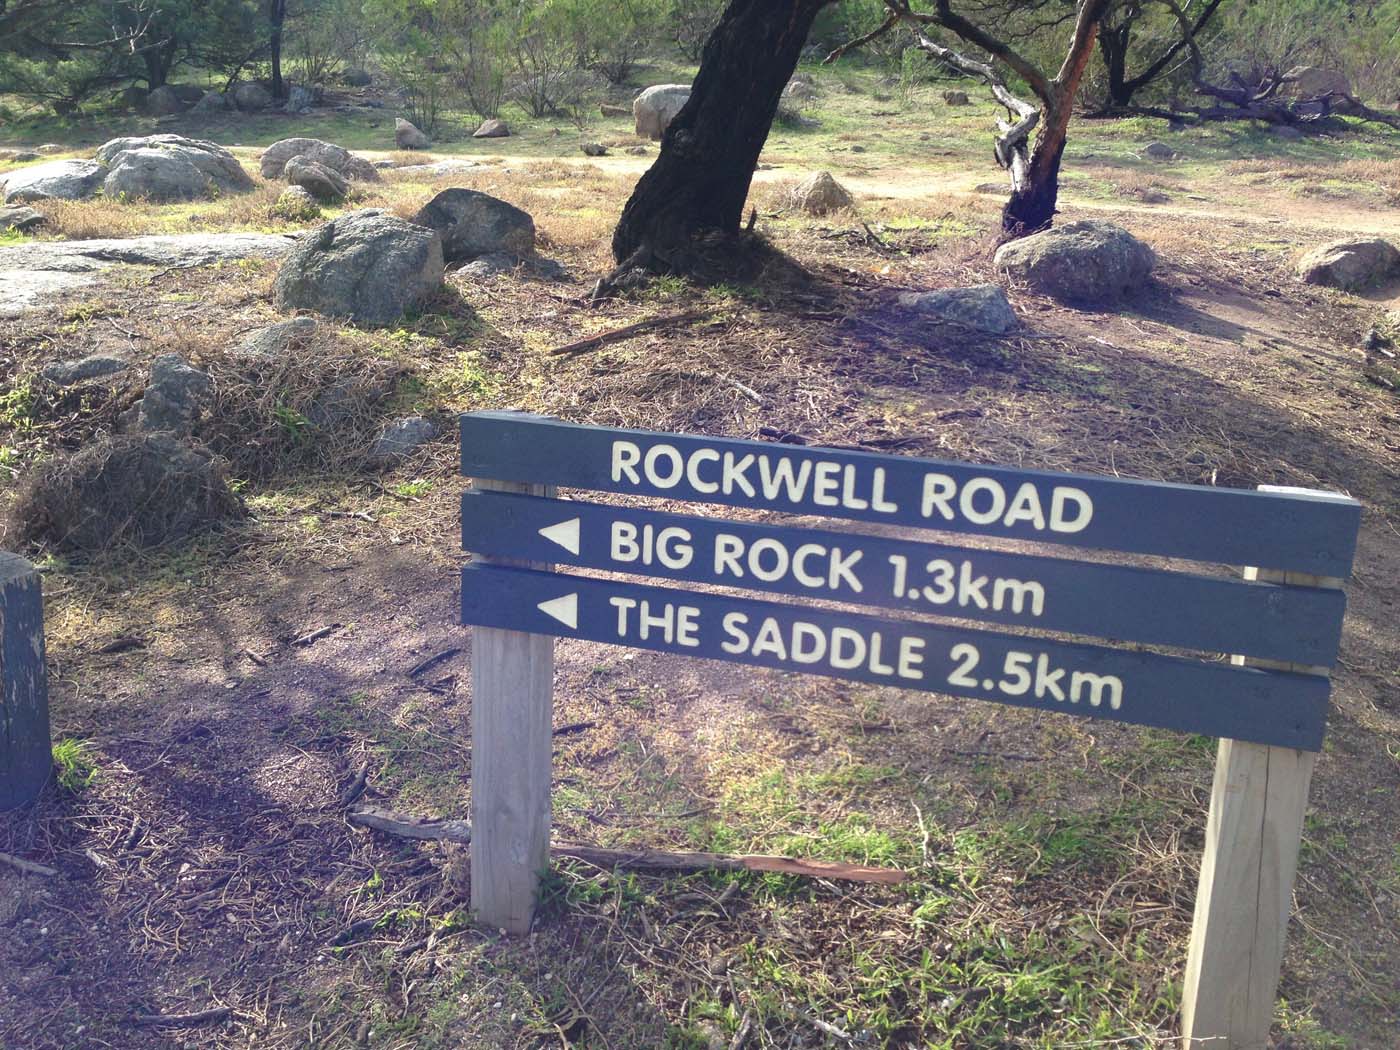 ROCKWELL ROAD
BIG ROCK 1.3km
THE SADDLE 2.5km